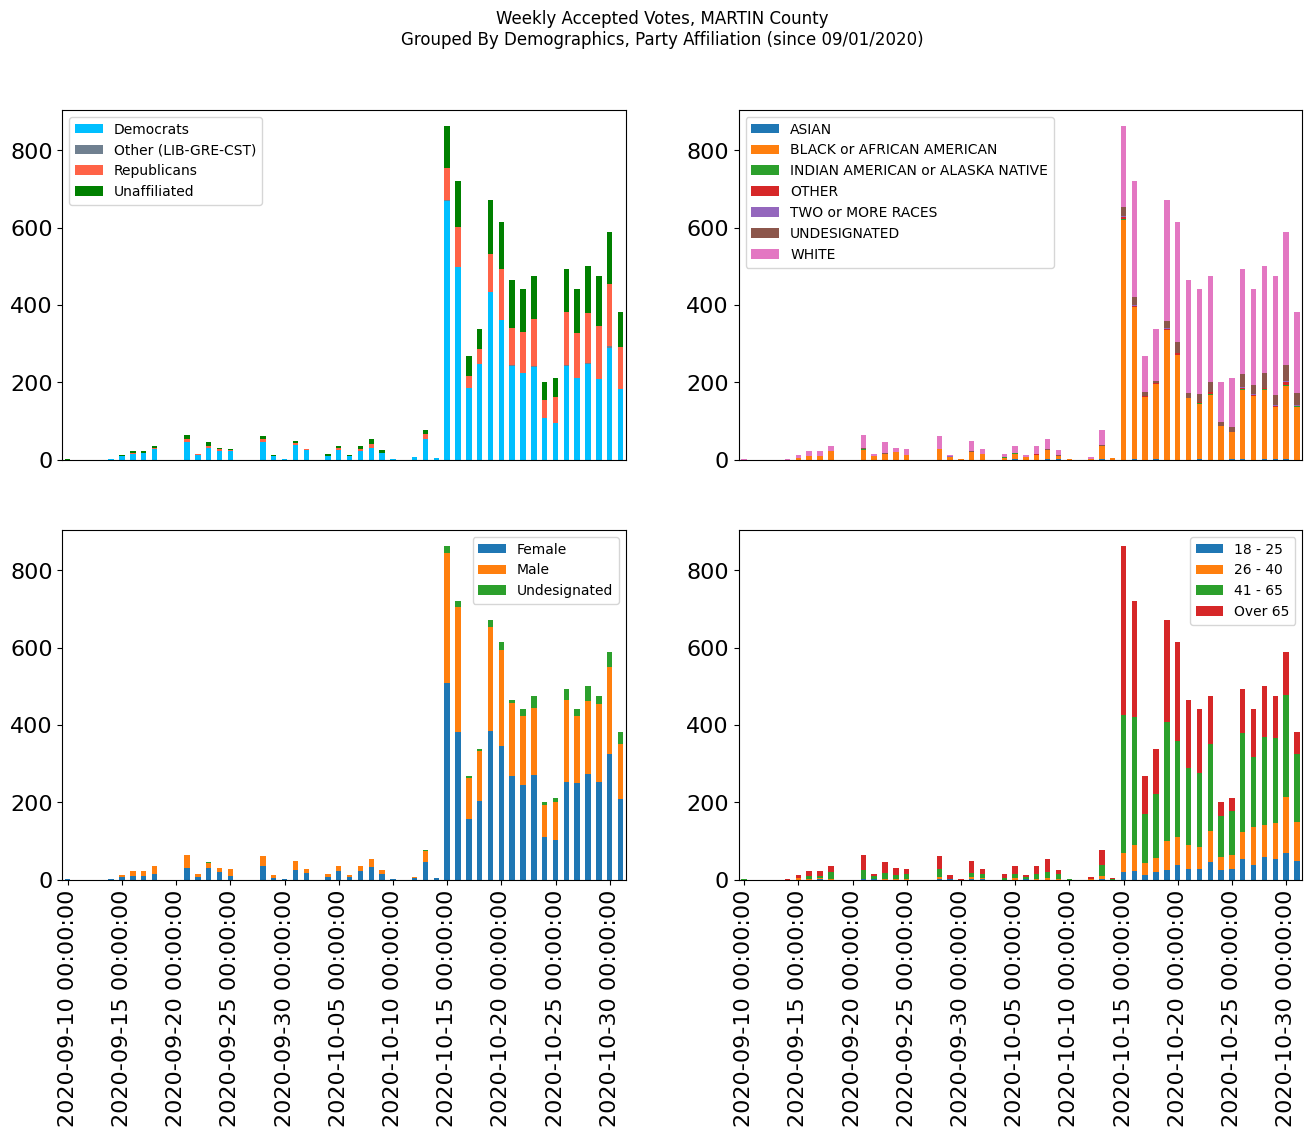 Weekly Accepted Votes, MARTIN County
Grouped By Demographics, Party Affiliation (since 09/01/2020)
Democrats
Other (LIB-GRE-CST)
Republicans
Unaffiliated
800
600
400
200
0
ASIAN
BLACK or AFRICAN AMERICAN
INDIAN AMERICAN or ALASKA NATIVE
OTHER
TWO or MORE RACES
UNDESIGNATED
WHITE
800
600
400
200
0
Female
Male
Undesignated
800
600
400
200
0
2020-09-10 00:00:00
2020-09-15 00:00:00
2020-09-20 00:00:00
2020-09-25 00:00:00
2020-09-30 00:00:00
2020-10-05 00:00:00
2020-10-10 00:00:00
2020-10-15 00:00:00
2020-10-20 00:00:00
2020-10-25 00:00:00
2020-10-30 00:00:00
18 - 25
26 - 40
41 - 65
Over 65
800
600
400
200
0
2020-09-10 00:00:00
2020-09-15 00:00:00
2020-09-20 00:00:00
2020-09-25 00:00:00
2020-09-30 00:00:00
2020-10-05 00:00:00
2020-10-10 00:00:00
2020-10-15 00:00:00
2020-10-20 00:00:00
2020-10-25 00:00:00
2020-10-30 00:00:00